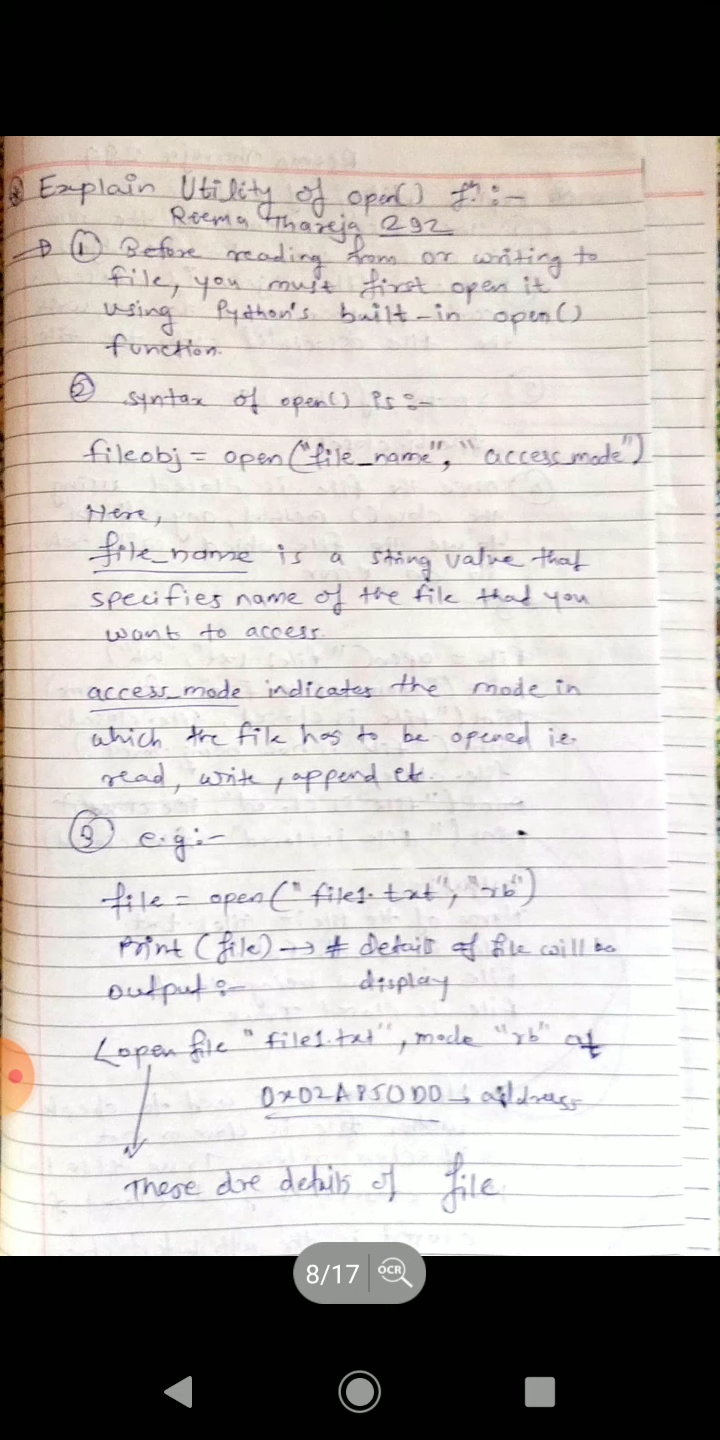 Explain Utility of open() fn :-
Reema Thareja 292
→ ① Before reading from or writing to
file, you must first open it
using Python's built-in open()
function.
② syntax of open() is :-
fileobj = open("file_name", "access_mode")
Here,
file_name is a string value that
specifies name of the file that you
want to access.
access_mode indicates the mode in
which the file has to be opened ie.
read, write, append etc.
③ e.g :-
file = open("file1.txt", "rb")
Print (file) → # details of file will be
output :- display
<open file "file1.txt", mode "rb" at
→ address
These are details of file
8/17 OCR